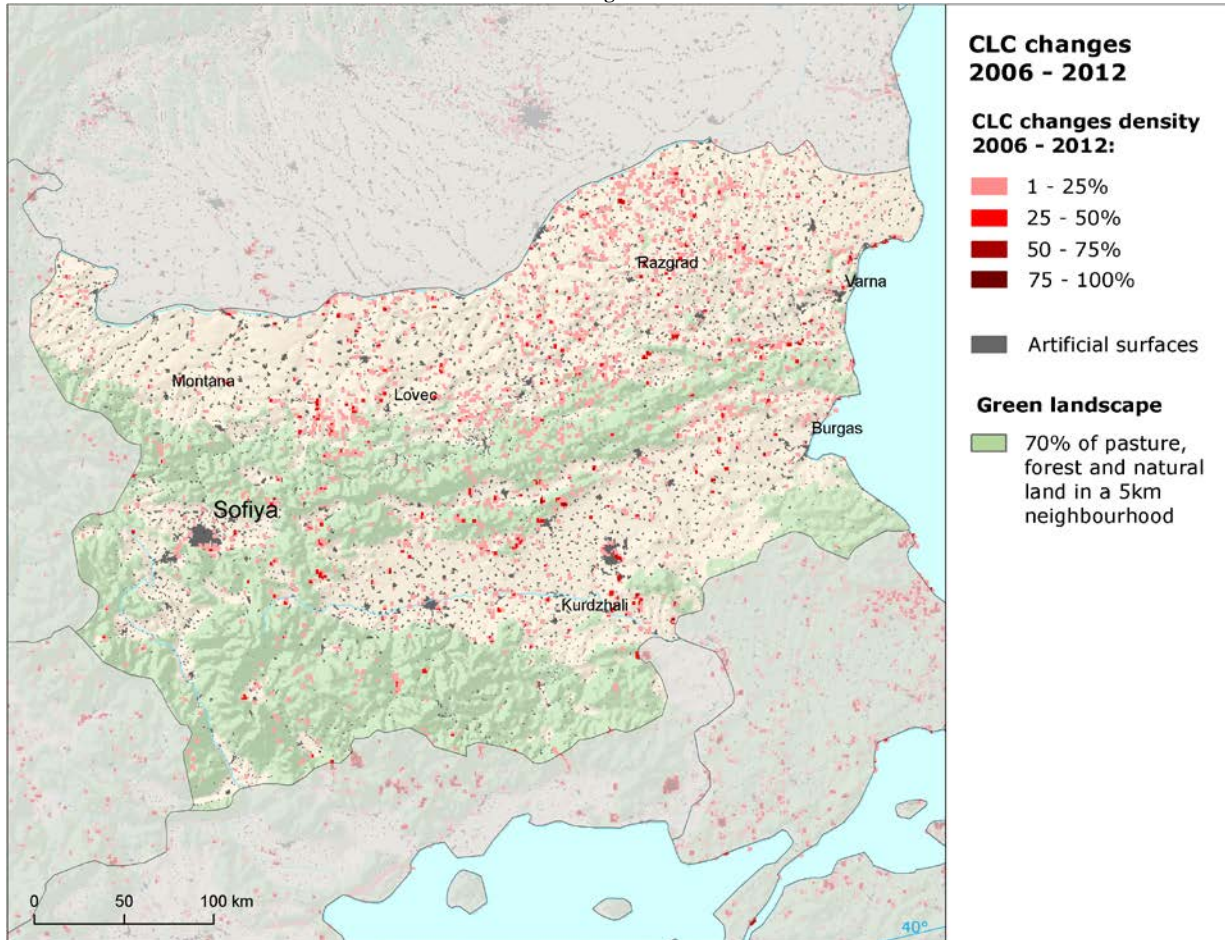 CLC changes
2006 - 2012
CLC changes density
2006 - 2012:
1 - 25%
25 - 50%
50 - 75%
75 - 100%
Artificial surfaces
Green landscape
70% of pasture,
forest and natural
land in a 5km
neighbourhood
Razgrad
Varna
Montana
Lovec
Burgas
Sofiya
Kurdzhali
0 50 100 km
40°